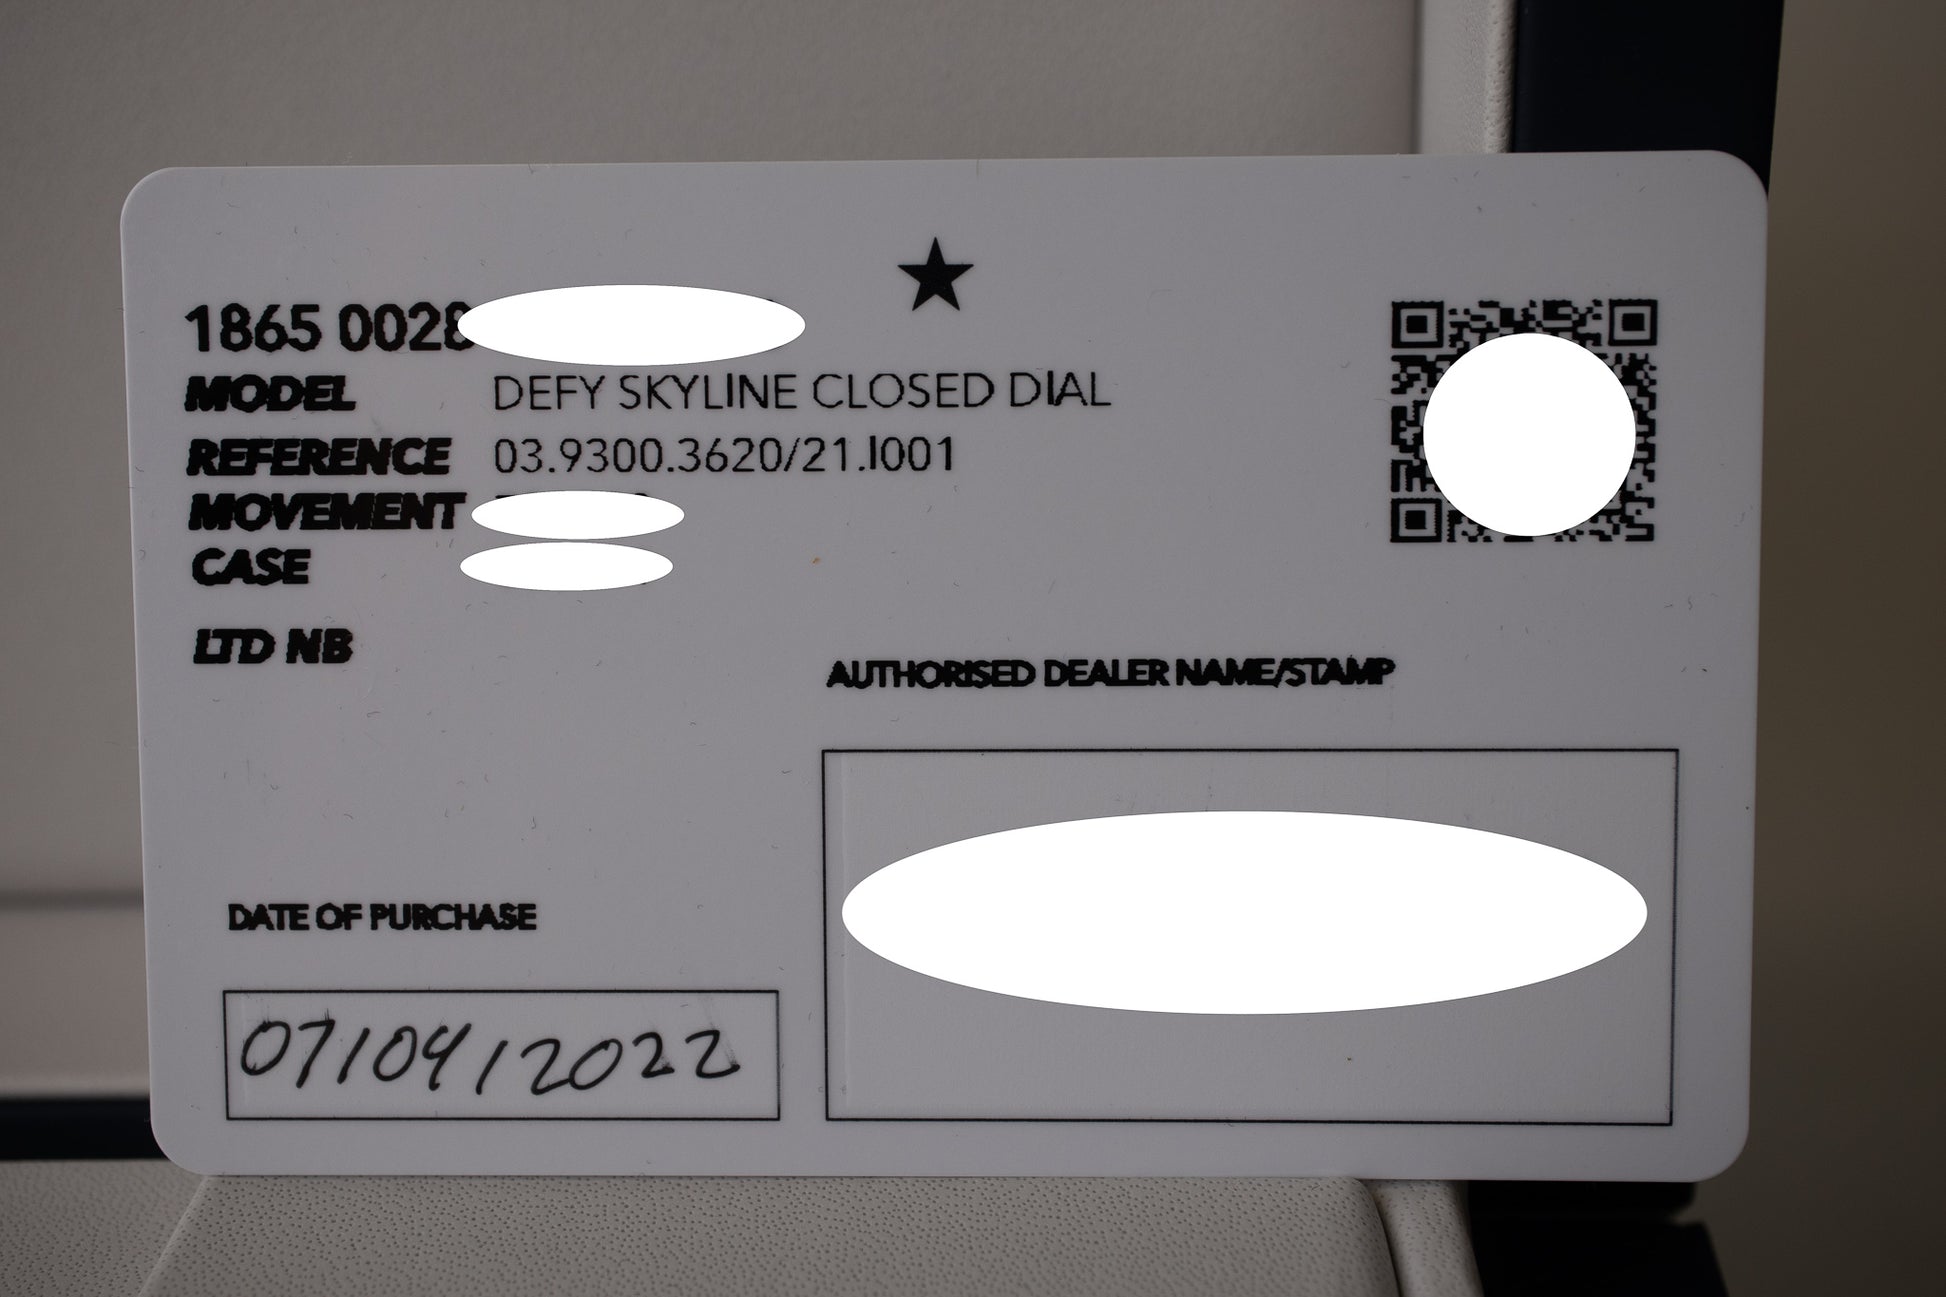 1865 0028
MODEL DEFY SKYLINE CLOSED DIAL
REFERENCE 03.9300.3620/21.I001
MOVEMENT
CASE
LTD NB
AUTHORISED DEALER NAME/STAMP
DATE OF PURCHASE
07/04/2022